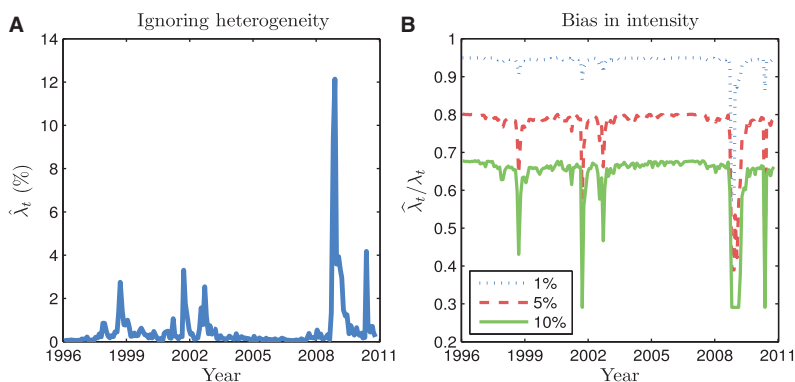 A
Ignoring heterogeneity
14
12
10
8
6
4
2
0
λ̂t (%)
1996 1999 2002 2005 2008 2011
Year
B
Bias in intensity
1
0.9
0.8
0.7
0.6
0.5
0.4
0.3
0.2
λ̂t/λt
1%
5%
10%
1996 1999 2002 2005 2008 2011
Year